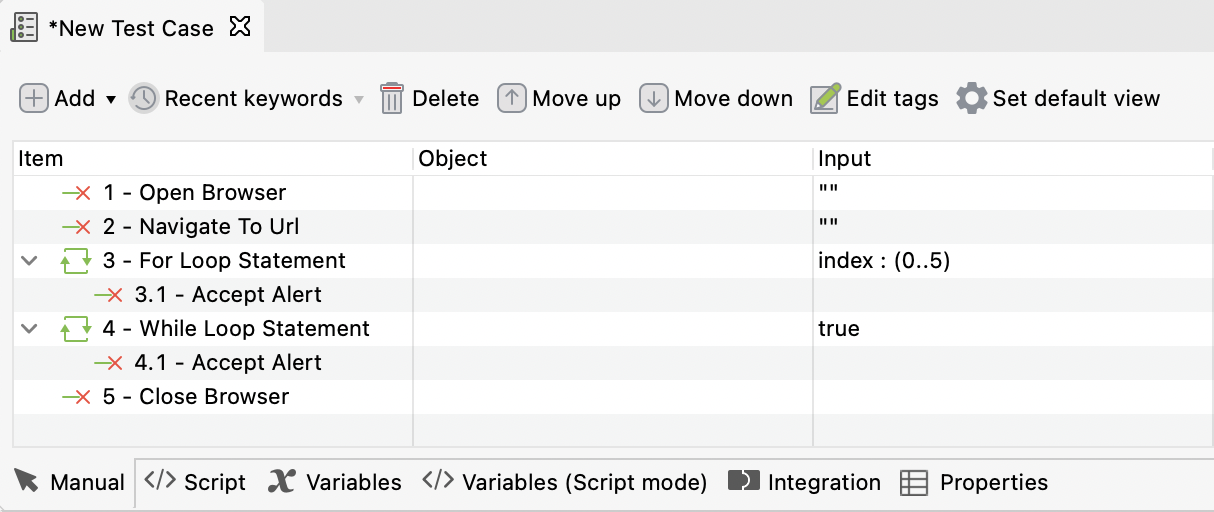 *New Test Case
Add Recent keywords Delete Move up Move down Edit tags Set default view
Item Object Input
1 - Open Browser ""
2 - Navigate To Url ""
3 - For Loop Statement index : (0..5)
3.1 - Accept Alert
4 - While Loop Statement true
4.1 - Accept Alert
5 - Close Browser
Manual </> Script x Variables </> Variables (Script mode) Integration Properties